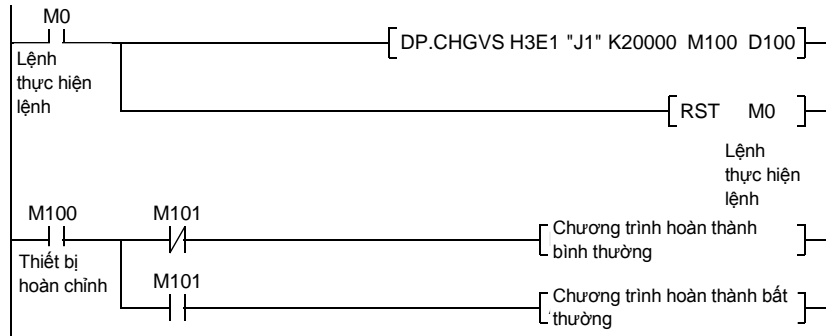 M0
DP.CHGVS H3E1 "J1" K20000 M100 D100
Lệnh
thực hiện
lệnh
RST M0
Lệnh
thực hiện
lệnh
M100 M101
Chương trình hoàn thành
bình thường
Thiết bị
hoàn chỉnh
M101
Chương trình hoàn thành bất
thường